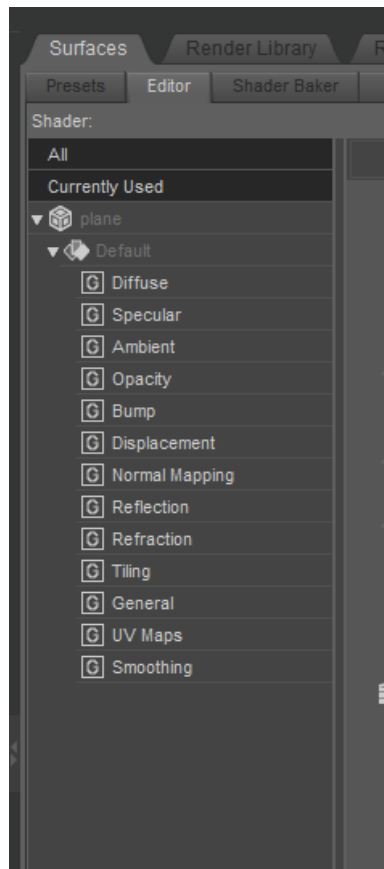 Surfaces Render Library R
Presets Editor Shader Baker
Shader:
All
Currently Used
plane
Default
G Diffuse
G Specular
G Ambient
G Opacity
G Bump
G Displacement
G Normal Mapping
G Reflection
G Refraction
G Tiling
G General
G UV Maps
G Smoothing